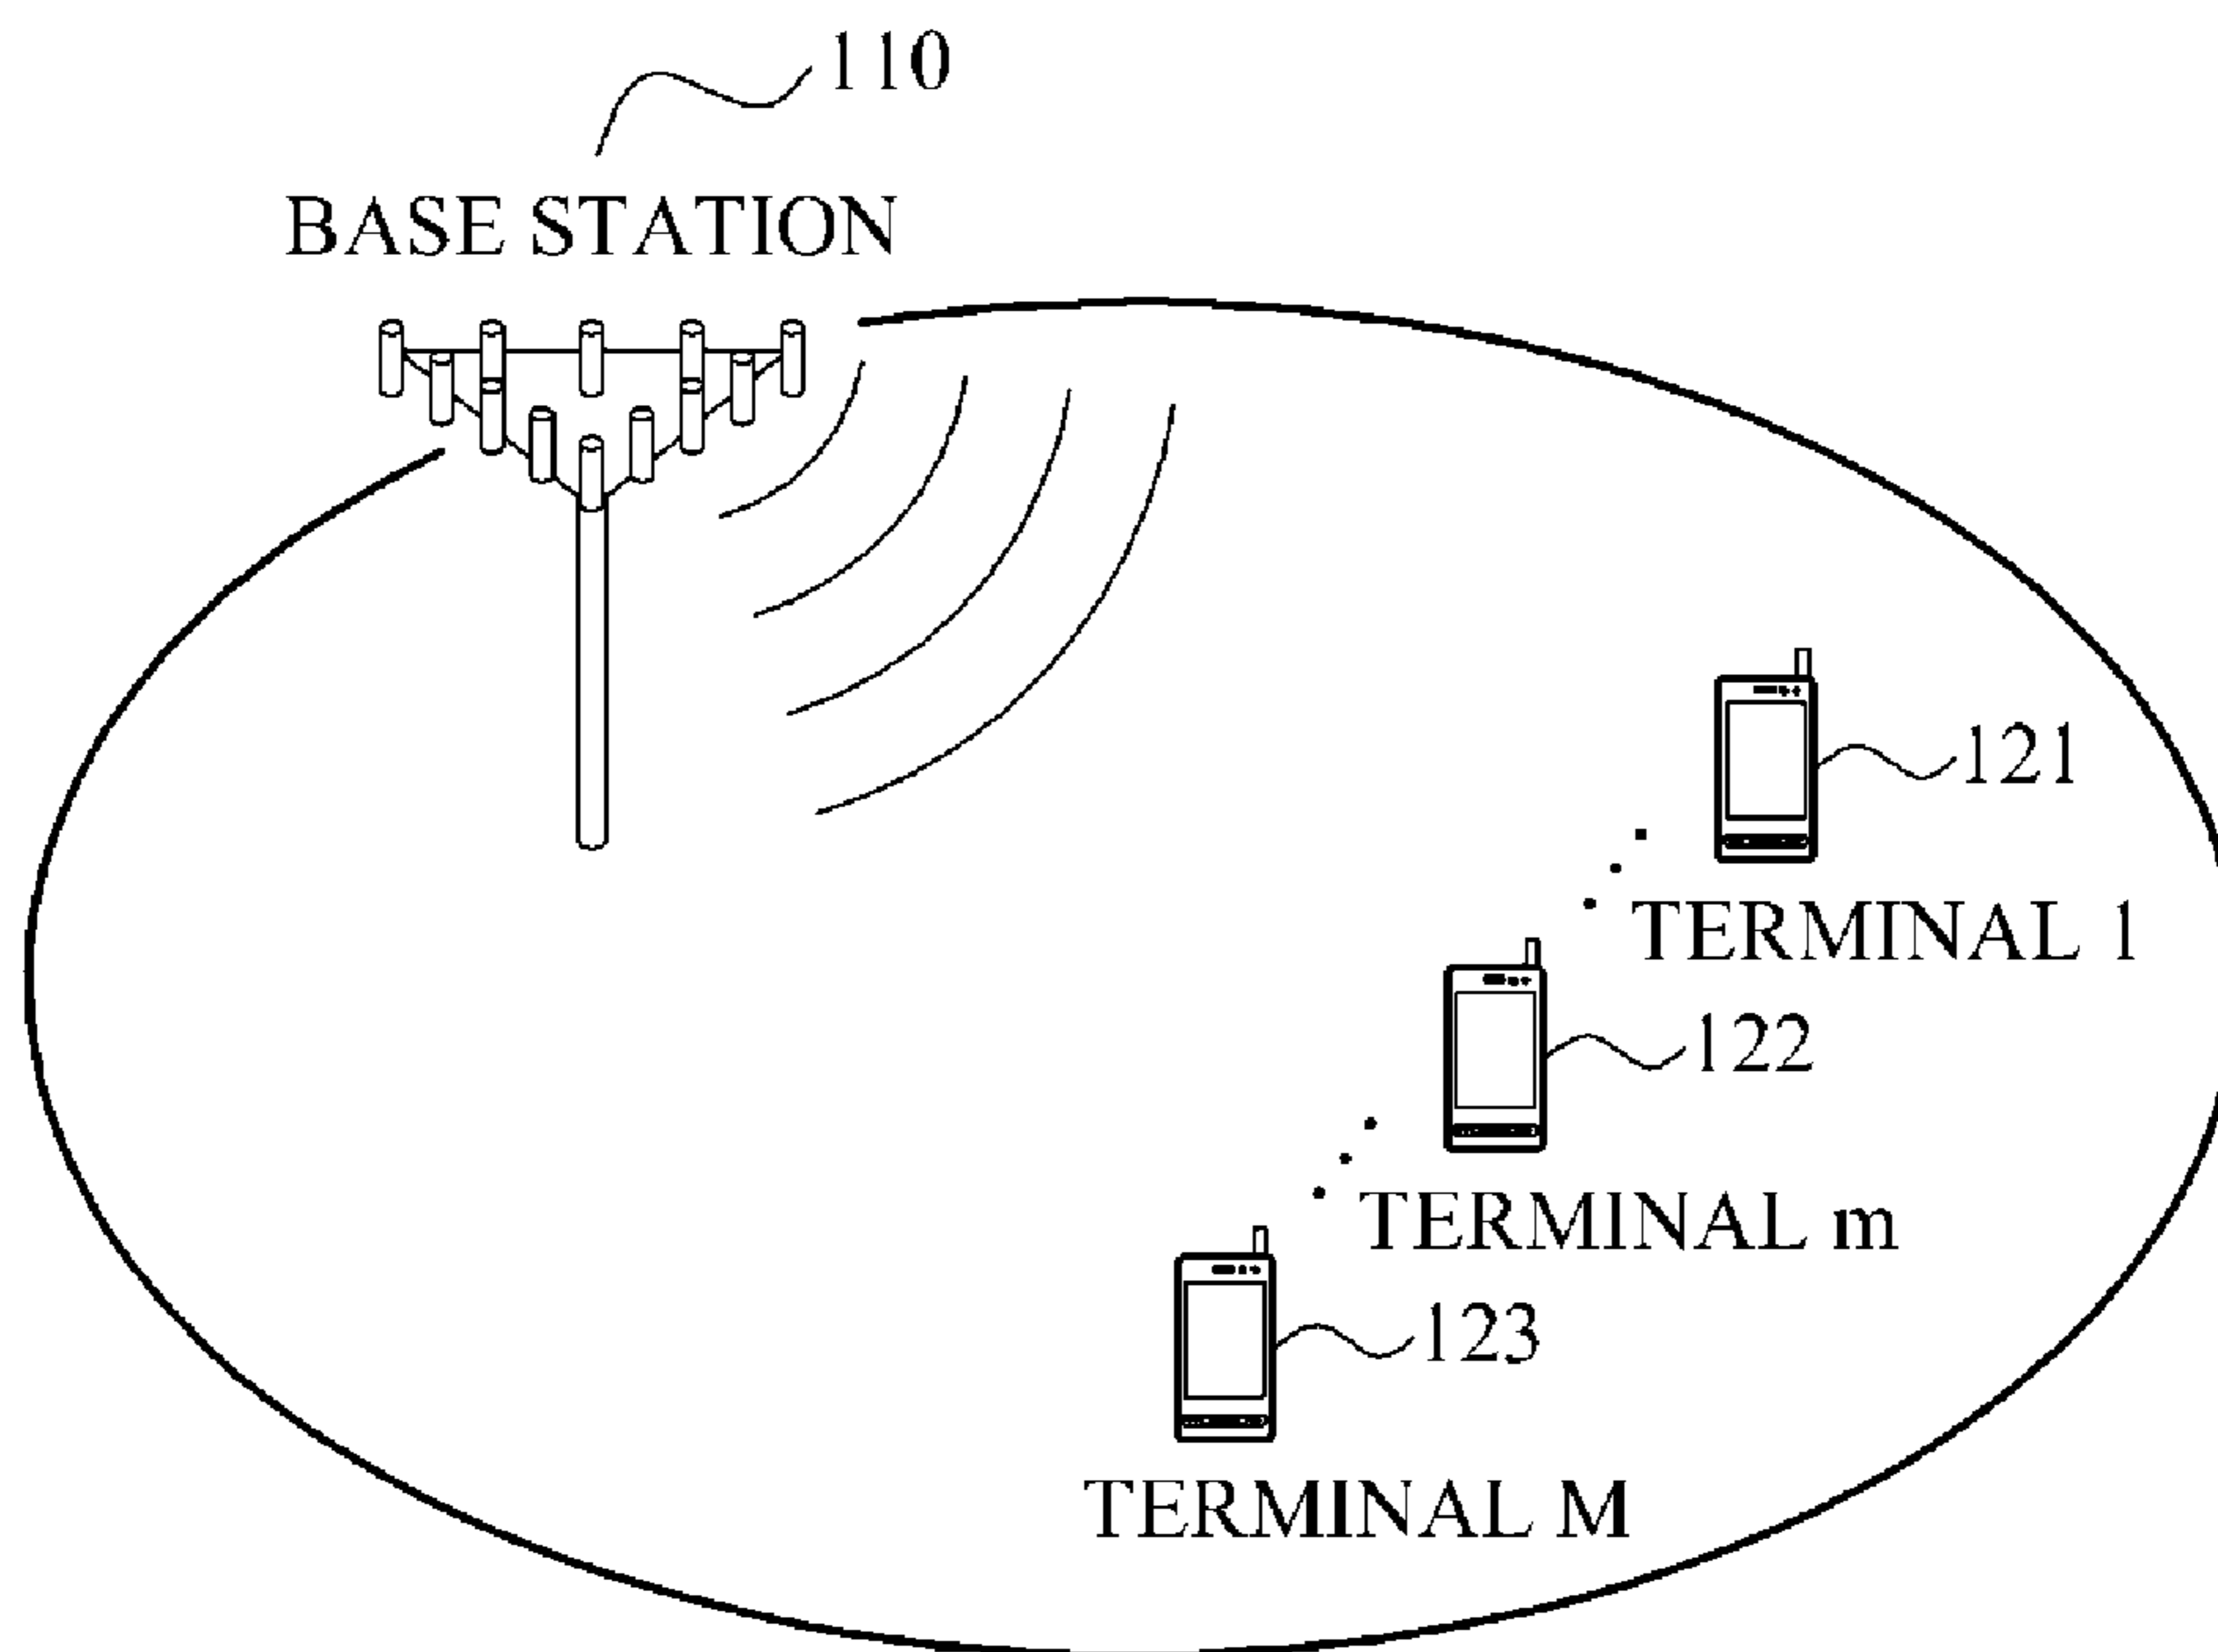 110
BASE STATION
121
TERMINAL 1
122
TERMINAL m
123
TERMINAL M